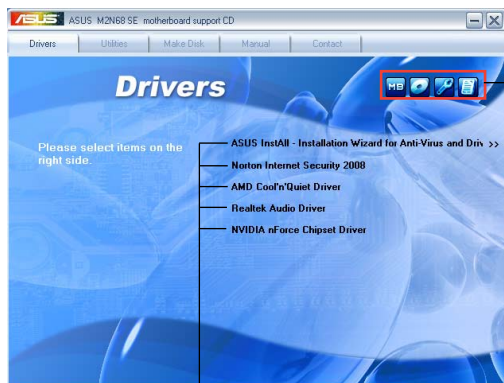 ASUS ASUS M2N68 SE motherboard support CD
Drivers Utilities Make Disk Manual Contact
Drivers
MB
Please select items on the
right side.
ASUS InstAll - Installation Wizard for Anti-Virus and Driv >>
Norton Internet Security 2008
AMD Cool'n'Quiet Driver
Realtek Audio Driver
NVIDIA nForce Chipset Driver